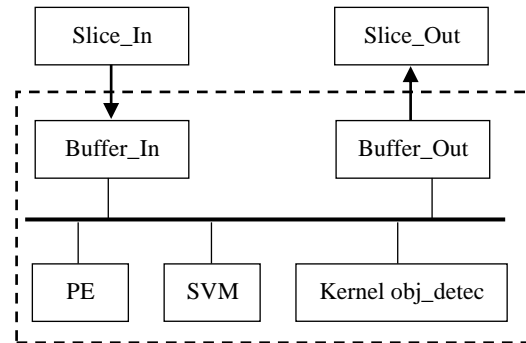 Slice_In
Slice_Out
Buffer_In
Buffer_Out
PE
SVM
Kernel obj_detec